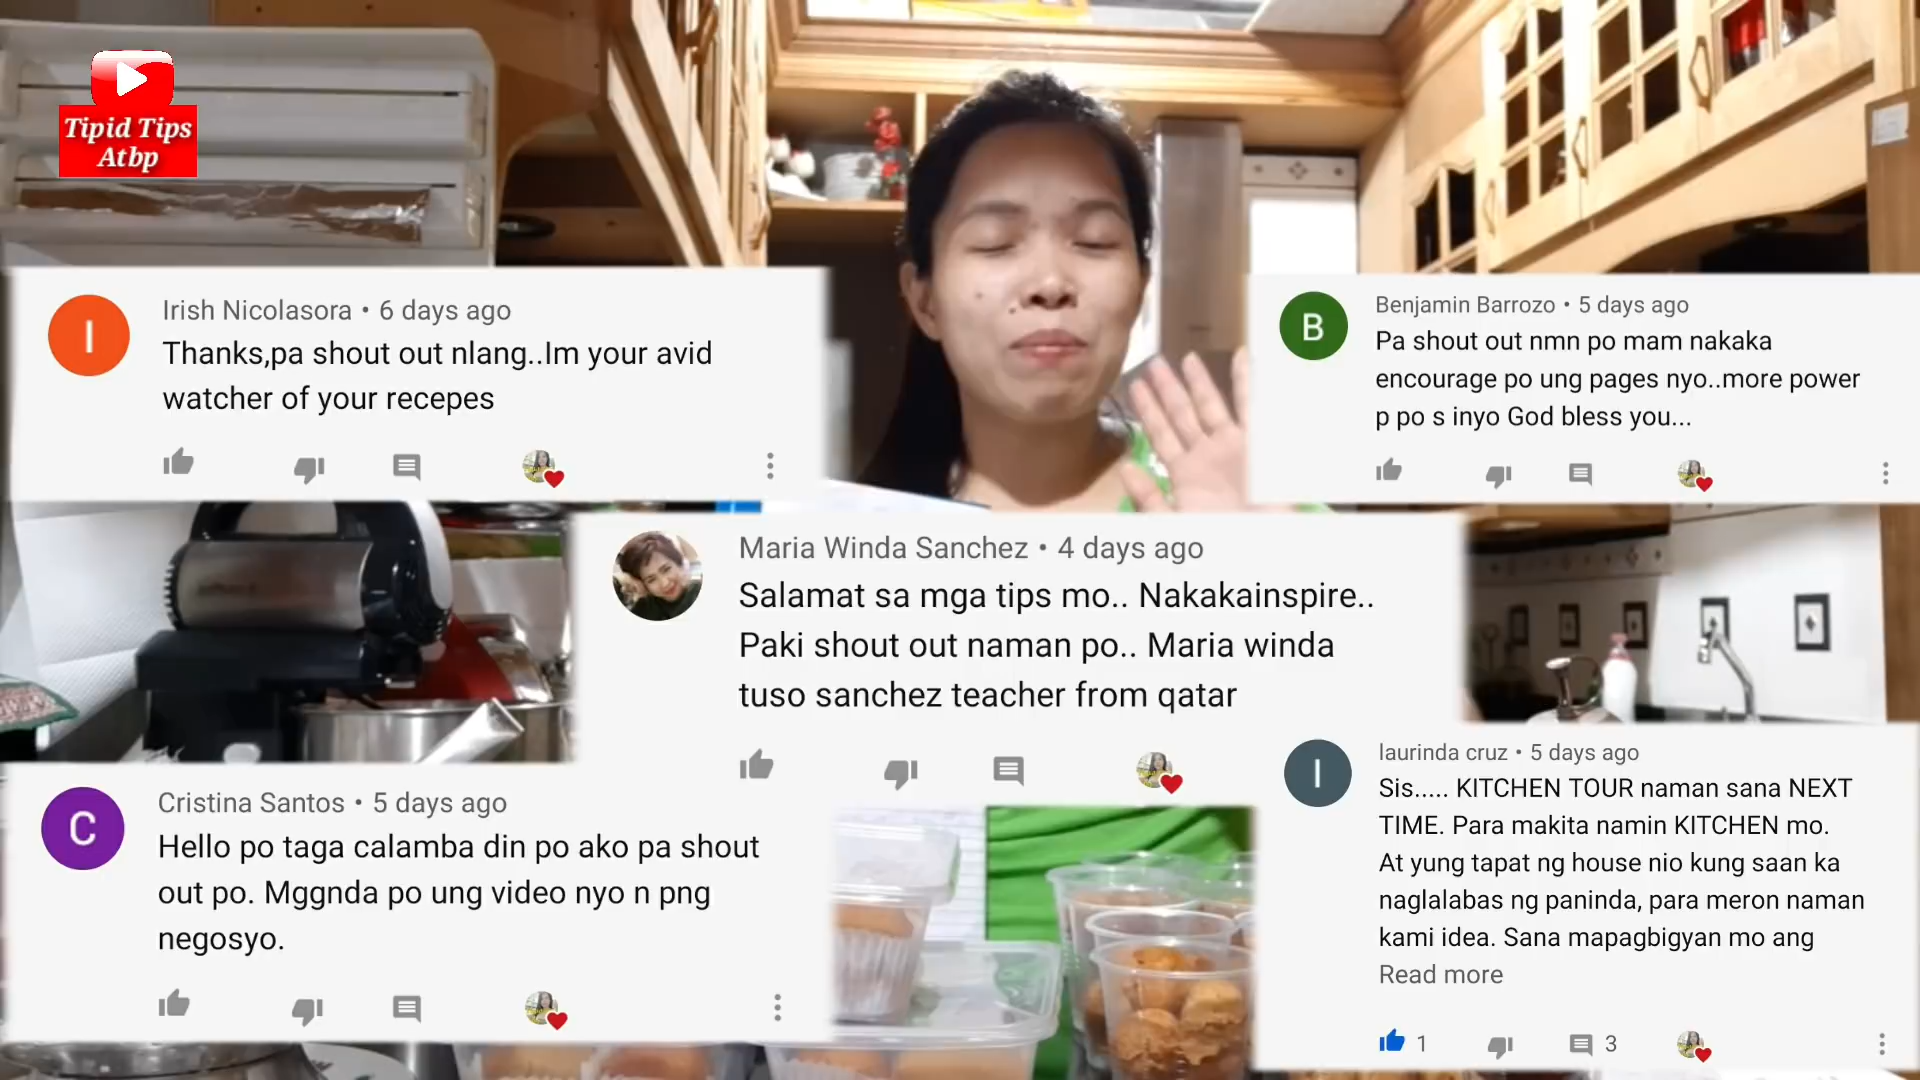 Tipid Tips
Atbp
Irish Nicolasora • 6 days ago
Thanks,pa shout out nlang..Im your avid
watcher of your recepes
Benjamin Barrozo • 5 days ago
Pa shout out nmn po mam nakaka
encourage po ung pages nyo..more power
p po s inyo God bless you...
Maria Winda Sanchez • 4 days ago
Salamat sa mga tips mo.. Nakakainspire..
Paki shout out naman po.. Maria winda
tuso sanchez teacher from qatar
Cristina Santos • 5 days ago
Hello po taga calamba din po ako pa shout
out po. Mggnda po ung video nyo n png
negosyo.
laurinda cruz • 5 days ago
Sis..... KITCHEN TOUR naman sana NEXT
TIME. Para makita namin KITCHEN mo.
At yung tapat ng house nio kung saan ka
naglalabas ng paninda, para meron naman
kami idea. Sana mapagbigyan mo ang
Read more
1 3